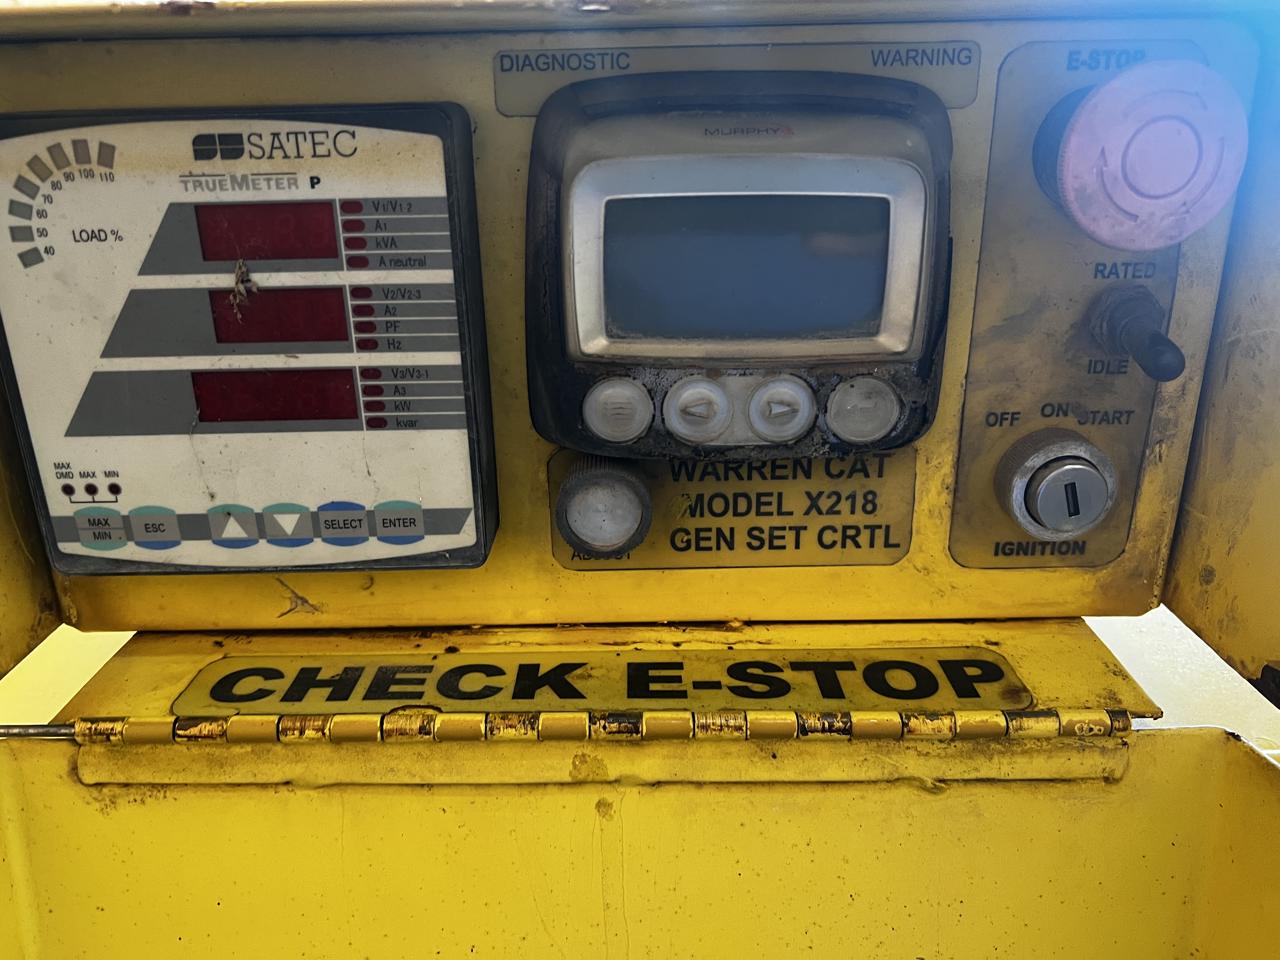 DIAGNOSTIC WARNING
E-STOP
SATEC
TRUEMETER P
MURPHY
40
50
60
70
80
90
100
110
LOAD %
V1/V1-2
A1
kVA
A neutral
V2/V2-3
A2
PF
Hz
V3/V3-1
A3
kW
kvar
MAX DMD
MAX
MIN
MAX
MIN
ESC
SELECT
ENTER
RATED
IDLE
OFF ON START
IGNITION
WARREN CAT
MODEL X218
GEN SET CRTL
CHECK E-STOP